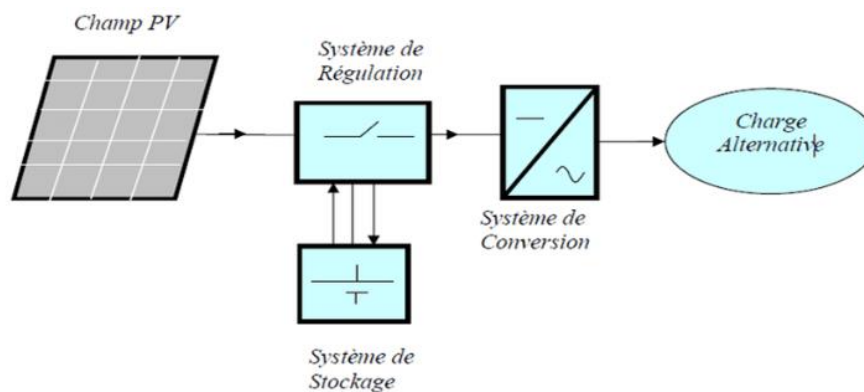 Champ PV
Système de
Régulation
Charge
Alternative
Système de
Conversion
Système de
Stockage